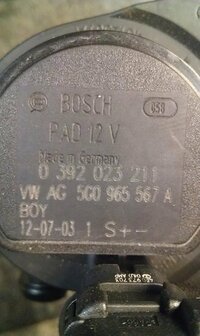 BOSCH
858
PAD 12 V
Made in Germany
0 392 023 211
VW AG 5G0 965 567 A
BOY
12-07-03 1 S+-